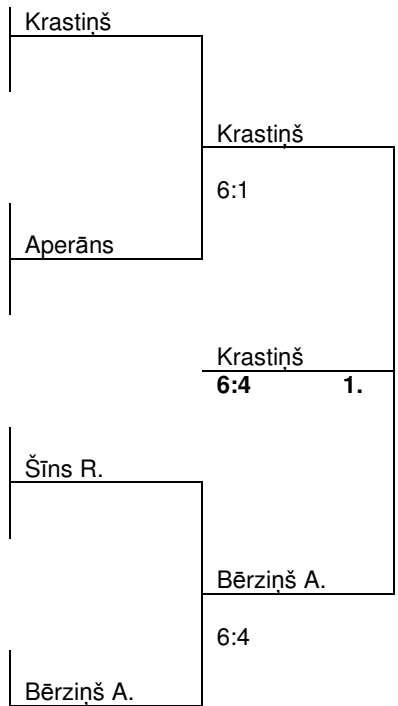 Krastiņš
Krastiņš
6:1
Aperāns
Krastiņš
6:4 1.
Šīns R.
Bērziņš A.
6:4
Bērziņš A.